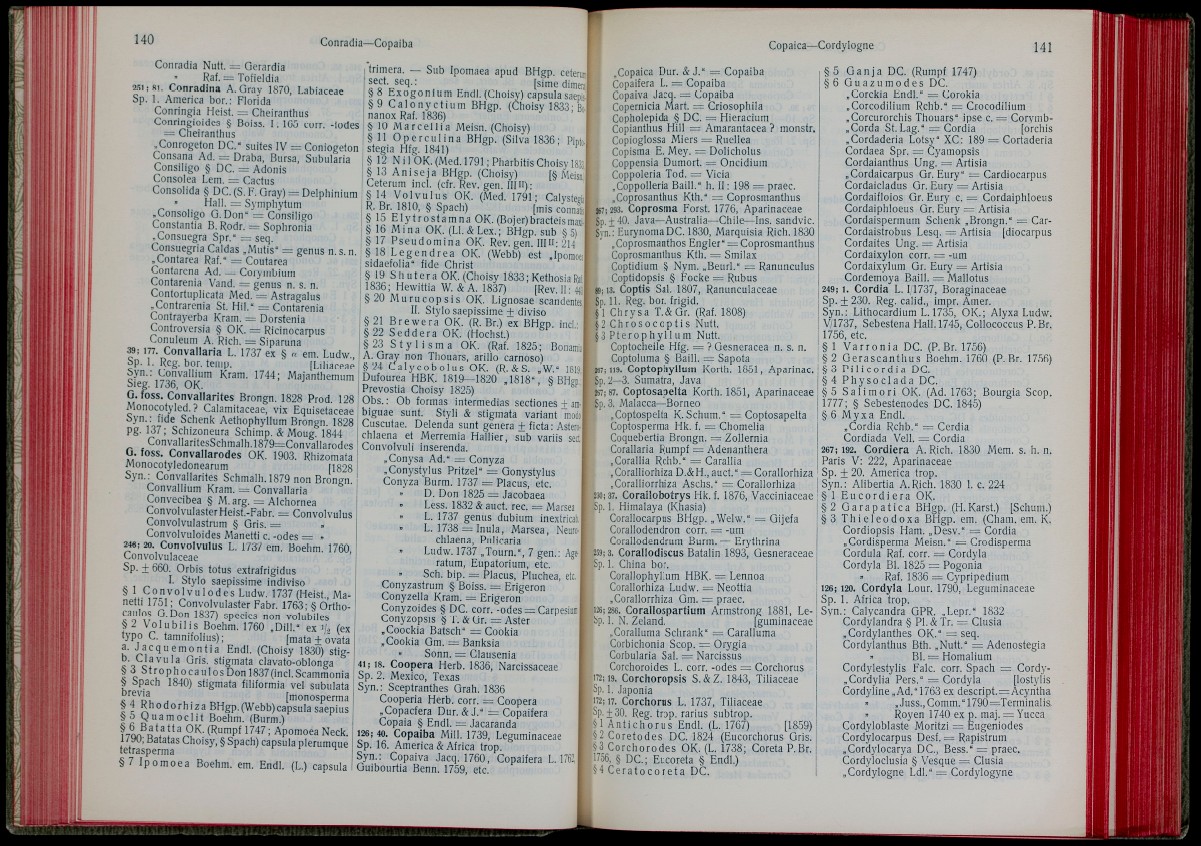 140
Conradia—Copaiba
Conradia Nutt. = Gerardia
" Raf. = Tofieldia
251; 81. Conradina A. Gray 1870, Labiaceae
Sp. 1. America bor.: Florida
Conringia Heist. = Cheiranthus
Conringioides § Boiss. I: 165 corr. -iodes
= Cheiranthus
„Conrogeton DC.“ suites IV = Coniogeton
Consana Ad. = Draba, Bursa, Subularia
Consiligo § DC. = Adonis
Consolea Lem. = Cactus
Consolida § DC. (S. F. Gray) = Delphinium
" Hall. = Symphytum
„Consoligo G. Don“ = Consiligo
Constantia B. Rodr. = Sophronia
„Consuegra Spr.“ = seq.
Consuegria Caldas „Mutis“ = genus n. s. n.
„Contarea Raf.“ = Coutarea
Contarena Ad. = Corymbium
Contarenia Vand. = genus n. s. n.
Contortuplicata Med. = Astragalus
„Contrarenia St. Hil.“ = Contarenia
Contrayerba Kram. = Dorstenia
Controversia § OK. = Ricinocarpus
Conuleum A. Rich. = Siparuna
39; 177. Convallaria L. 1737 ex § α em. Ludw.,
Sp. 1. Reg. bor. temp. [Liliaceae
Syn.: Convallium Kram. 1744; Majanthemum
Sieg. 1736, OK.
G. foss. Convallarites Brongn. 1828 Prod. 128
Monocotyled.? Calamitaceae, vix Equisetaceae
Syn.: fide Schenk Aethophyllum Brongn. 1828
pg. 137; Schizoneura Schimp. & Moug. 1844
Convallarites Schmalh. 1879 = Convallarodes
G. foss. Convallarodes OK. 1903. Rhizomata
Monocotyledonearum [1828
Syn.: Convallarites Schmalh. 1879 non Brongn.
Convallium Kram. = Convallaria
Convecibea § M. arg. = Alchornea
Convolvulaster Heist.-Fabr. = Convolvulus
Convolvulastrum § Gris. = "
Convolvuloides Manetti c. -odes = "
248; 20. Convolvulus L. 1737 em. Boehm. 1760,
Convolvulaceae
Sp. ± 660. Orbis totus extrafrigidus
I. Stylo saepissime indiviso
§ 1 Convolvulodes Ludw. 1737 (Heist., Ma-
netti 1751; Convolvulaster Fabr. 1763; § Ortho-
caulos G. Don 1837) species non volubiles
§ 2 Volubilis Boehm. 1760 „Dill.“ ex ½ (ex
typo C. tamnifolius); [mata ± ovata
a. Jacquemontia Endl. (Choisy 1830) stig-
b. Clavula Gris. stigmata clavato-oblonga
§ 3 Strophocaulos Don 1837 (incl. Scammonia
§ Spach 1840) stigmata filiformia vel subulata
brevia [monosperma
§ 4 Rhodorhiza BHgp. (Webb) capsula saepius
§ 5 Quamoclit Boehm. (Burm.)
§ 6 Batatta OK. (Rumpf 1747; Apomoea Neck.
1790; Batatas Choisy, § Spach) capsula plerumque
tetrasperma
§ 7 Ipomoea Boehm. em. Endl. (L.) capsula
trimera. — Sub Ipomaea apud BHgp. ceterum
sect. seq.: [sime dimera
§ 8 Exogonium Endl. (Choisy) capsula saepis
§ 9 Calonyctium BHgp. (Choisy 1833; Bo
nanox Raf. 1836)
§ 10 Marcellia Meisn. (Choisy)
§ 11 Operculina BHgp. (Silva 1836; Pipto
stegia Hfg. 1841)
§ 12 Nil OK. (Med. 1791; Pharbitis Choisy 1833
§ 13 Aniseja BHgp. (Choisy) [§ Meisn.
Ceterum incl. (cfr. Rev. gen. III II):
§ 14 Volvulus OK. (Med. 1791; Calystegia
R. Br. 1810, § Spach) [mis connatis
§ 15 Elytrostamna OK. (Bojer) bracteis maxi
§ 16 Mina OK. (Ll. & Lex.; BHgp. sub § 5)
§ 17 Pseudomina OK. Rev. gen. III II: 214
§ 18 Legendrea OK. (Webb) est „Ipomoea
sidaefolia“ fide Christ
§ 19 Shutera OK. (Choisy 1833; Kethosia Raf.
1836; Hewittia W. & A. 1837) [Rev. II: 441
§ 20 Murucopsis OK. Lignosae scandentes
II. Stylo saepissime ± diviso
§ 21 Brewera OK. (R. Br.) ex BHgp. incl.:
§ 22 Seddera OK. (Hochst.)
§ 23 Stylisma OK. (Raf. 1825; Bonamia
A. Gray non Thouars, arillo carnoso)
§ 24 Calycobolus OK. (R. & S. „W.“ 1819;
Dufourea HBK. 1819—1820 „1818“, § BHgp.
Prevostia Choisy 1825)
Obs.: Ob formas intermedias sectiones ± am
biguae sunt. Styli & stigmata variant modo
Cuscutae. Delenda sunt genera ± ficta: Astero
chlaena et Merremia Hallier, sub variis sect.
Convolvuli inserenda.
„Conysa Ad.“ = Conyza
„Conystylus Pritzel“ = Gonystylus
Conyza Burm. 1737 = Placus, etc.
" D. Don 1825 = Jacobaea
" Less. 1832 & auct. rec. = Marsea
" L. 1737 genus dubium inextricab
" L. 1738 = Inula, Marsea, Neuro
chlaena, Pulicaria
" Ludw. 1737 „Tourn.“, 7 gen.: Age
ratum, Eupatorium, etc.
" Sch. bip. = Placus, Pluchea, etc.
Conyzastrum § Boiss. = Erigeron
Conyzella Kram. = Erigeron
Conyzoides § DC. corr. -odes = Carpesium
Conyzopsis § T. & Gr. = Aster
„Coockia Batsch“ = Cookia
„Cookia Gm. = Banksia
" Sonn. = Clausenia
41; 18. Coopera Herb. 1836, Narcissaceae
Sp. 2. Mexico, Texas
Syn.: Sceptranthes Grah. 1836
Cooperia Herb. corr. = Coopera
„Copacfera Dur. & J.“ = Copaifera
Copaia § Endl. = Jacaranda
126; 40. Copaiba Mill. 1739, Leguminaceae
Sp. 16. America & Africa trop.
Syn.: Copaiva Jacq. 1760, Copaifera L. 1762,
Guibourtia Benn. 1759, etc.
Copaica—Cordylogne
141
„Copaica Dur. & J.“ = Copaiba
Copaifera L. = Copaiba
Copaiva Jacq. = Copaiba
Copernicia Mart. = Criosophila
Copholepida § DC. = Hieracium
Copianthus Hill = Amarantacea? monstr.
Copioglossa Miers = Ruellea
Copisma E. Mey. = Dolicholus
Coppensia Dumort. = Oncidium
Coppoleria Tod. = Vicia
„Coppolleria Baill.“ h. II: 198 = praec.
„Coprosanthus Kth.“ = Coprosmanthus
267; 293. Coprosma Forst. 1776, Aparinaceae
Sp. ± 40. Java—Australia—Chile—Ins. sandvic.
Syn.: Eurynoma DC. 1830, Marquisia Rich. 1830
„Coprosmanthos Engler“ = Coprosmanthus
Coprosmanthus Kth. = Smilax
Coptidium § Nym. „Beurl.“ = Ranunculus
Coptidopsis § Focke = Rubus
89; 13. Coptis Sal. 1807, Ranunculaceae
Sp. 11. Reg. bor. frigid.
§ 1 Chrysa T. & Gr. (Raf. 1808)
§ 2 Chrosocoptis Nutt.
§ 3 Pterophyllum Nutt.
Coptocheile Hfg. = ? Gesneracea n. s. n.
Coptoluma § Baill. = Sapota
267; 119. Coptophyllum Korth. 1851, Aparinac.
Sp. 2—3. Sumatra, Java
267; 87. Coptosapelta Korth. 1851, Aparinaceae
Sp. 3. Malacca—Borneo
„Coptospelta K. Schum.“ = Coptosapelta
Coptosperma Hk. f. = Chomelia
Coquebertia Brongn. = Zollernia
Corallaria Rumpf = Adenanthera
„Corallia Rchb.“ = Carallia
„Coralliorhiza D. & H., auct.“ = Corallorhiza
„Coralliorrhiza Aschs.“ = Corallorhiza
230; 37. Corallobotrys Hk. f. 1876, Vacciniaceae
Sp. 1. Himalaya (Khasia)
Corallocarpus BHgp. „Welw.“ = Gijefa
Corallodendron corr. = -um
Corallodendrum Burm. = Erythrina
259; 3. Corallodiscus Batalin 1893, Gesneraceae
Sp. 1. China bor.
Corallophyllum HBK. = Lennoa
Corallorhiza Ludw. = Neottia
„Corallorrhiza Gm. = praec.
126; 286. Corallospartium Armstrong 1881, Le-
Sp. 1. N. Zeland. [guminaceae
„Coralluma Schrank“ = Caralluma
Corbichonia Scop. = Orygia
Corbularia Sal. = Narcissus
Corchoroides L. corr. -odes = Corchorus
172; 19. Corchoropsis S. & Z. 1843, Tiliaceae
Sp. 1. Japonia
172; 17. Corchorus L. 1737, Tiliaceae
Sp. ± 30. Reg. trop. rarius subtrop.
§ 1 Antichorus Endl. (L. 1767) [1859)
§ 2 Coretodes DC. 1824 (Eucorchorus Gris.
§ 3 Corchorodes OK. (L. 1738; Coreta P. Br.
1756, § DC.; Eucoreta § Endl.)
§ 4 Ceratocoreta DC.
§ 5 Ganja DC. (Rumpf 1747)
§ 6 Guazumodes DC.
„Corckia Endl.“ = Corokia
„Corcodilium Rchb.“ = Crocodilium
„Corcurorchis Thouars“ ipse c. = Corymb-
„Corda St. Lag.“ = Cordia [orchis
„Cordaderia Lotsy“ XC: 189 = Cortaderia
Cordaea Spr. = Cyamopsis
Cordaianthus Ung. = Artisia
„Cordaicarpus Gr. Eury“ = Cardiocarpus
Cordaicladus Gr. Eury = Artisia
Cordaifloios Gr. Eury c. = Cordaiphloeus
Cordaiphloeus Gr. Eury = Artisia
Cordaispermum Schenk „Brongn.“ = Car-
Cordaistrobus Lesq. = Artisia [diocarpus
Cordaites Ung. = Artisia
Cordaixylon corr. = -um
Cordaixylum Gr. Eury = Artisia
Cordemoya Baill. = Mallotus
249; 1. Cordia L. 1737, Boraginaceae
Sp. ± 230. Reg. calid., impr. Amer.
Syn.: Lithocardium L. 1735, OK.; Alyxa Ludw.
VI 1737, Sebestena Hall. 1745, Collococcus P. Br.
1756, etc.
§ 1 Varronia DC. (P. Br. 1756)
§ 2 Gerascanthus Boehm. 1760 (P. Br. 1756)
§ 3 Pilicordia DC.
§ 4 Physoclada DC.
§ 5 Salimori OK. (Ad. 1763; Bourgia Scop.
1777; § Sebestenodes DC. 1845)
§ 6 Myxa Endl.
„Cordia Rchb.“ = Cerdia
Cordiada Vell. = Cordia
267; 192. Cordiera A. Rich. 1830 Mem. s. h. n.
Paris V: 222, Aparinaceae
Sp. ± 20. America trop.
Syn.: Alibertia A. Rich. 1830 l. c. 224
§ 1 Eucordiera OK.
§ 2 Garapatica BHgp. (H. Karst.) [Schum.)
§ 3 Thieleodoxa BHgp. em. (Cham. em. K.
Cordiopsis Ham. „Desv.“ = Cordia
„Cordisperma Meisn.“ = Crodisperma
Cordula Raf. corr. = Cordyla
Cordyla Bl. 1825 = Pogonia
" Raf. 1836 = Cypripedium
126; 120. Cordyla Lour. 1790, Leguminaceae
Sp. 1. Africa trop.
Syn.: Calycandra GPR. „Lepr.“ 1832
Cordylandra § Pl. & Tr. = Clusia
„Cordylanthes OK.“ = seq.
Cordylanthus Bth. „Nutt.“ = Adenostegia
" Bl. = Homalium
Cordylestylis Falc. corr. Spach = Cordy-
„Cordylia Pers.“ = Cordyla [lostylis
Cordyline „Ad.“ 1763 ex descript. = Acyntha
" „Juss., Comm.“ 1790 = Terminalis
" Royen 1740 ex p. maj. = Yucca
Cordyloblaste Moritzi = Eugeniodes
Cordylocarpus Desf. = Rapistrum
„Cordylocarya DC., Bess.“ = praec.
Cordyloclusia § Vesque = Clusia
„Cordylogne Ldl.“ = Cordylogyne